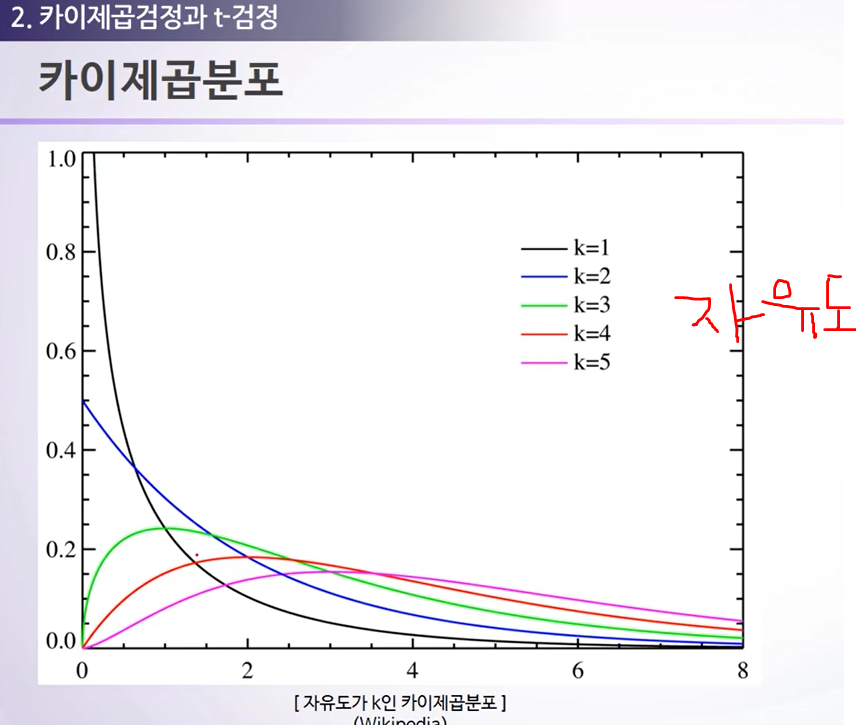 2. 카이제곱검정과 t-검정
카이제곱분포
1.0
0.8
0.6
0.4
0.2
0.0
k=1
k=2
k=3
k=4
k=5
자유도
0 2 4 6 8
[ 자유도가 k인 카이제곱분포 ]
(Wikipedia)